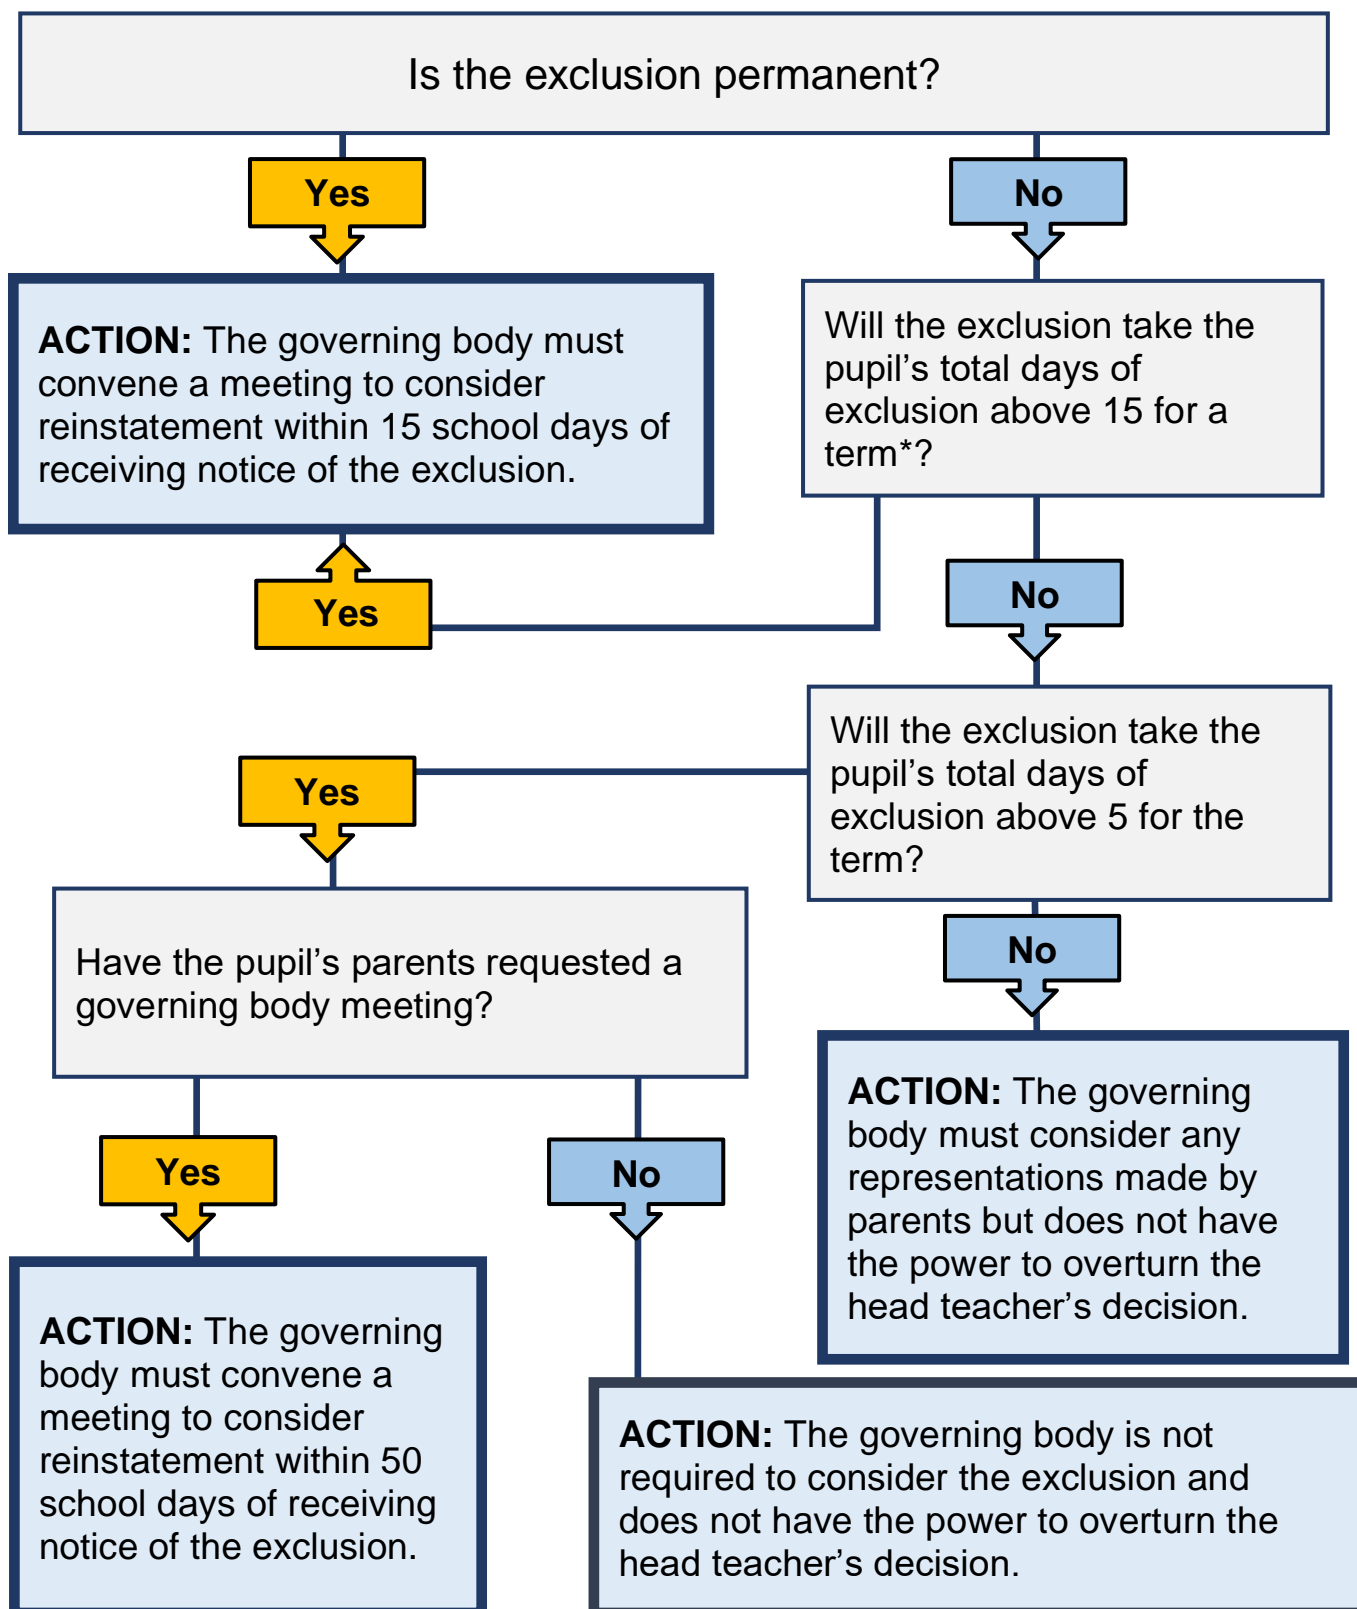 Is the exclusion permanent?
Yes
No
ACTION: The governing body must
convene a meeting to consider
reinstatement within 15 school days of
receiving notice of the exclusion.
Will the exclusion take the
pupil’s total days of
exclusion above 15 for a
term*?
Yes
No
Will the exclusion take the
pupil’s total days of
exclusion above 5 for the
term?
Yes
No
Have the pupil’s parents requested a
governing body meeting?
Yes
No
ACTION: The governing
body must consider any
representations made by
parents but does not have
the power to overturn the
head teacher’s decision.
ACTION: The governing
body must convene a
meeting to consider
reinstatement within 50
school days of receiving
notice of the exclusion.
ACTION: The governing body is not
required to consider the exclusion and
does not have the power to overturn the
head teacher’s decision.